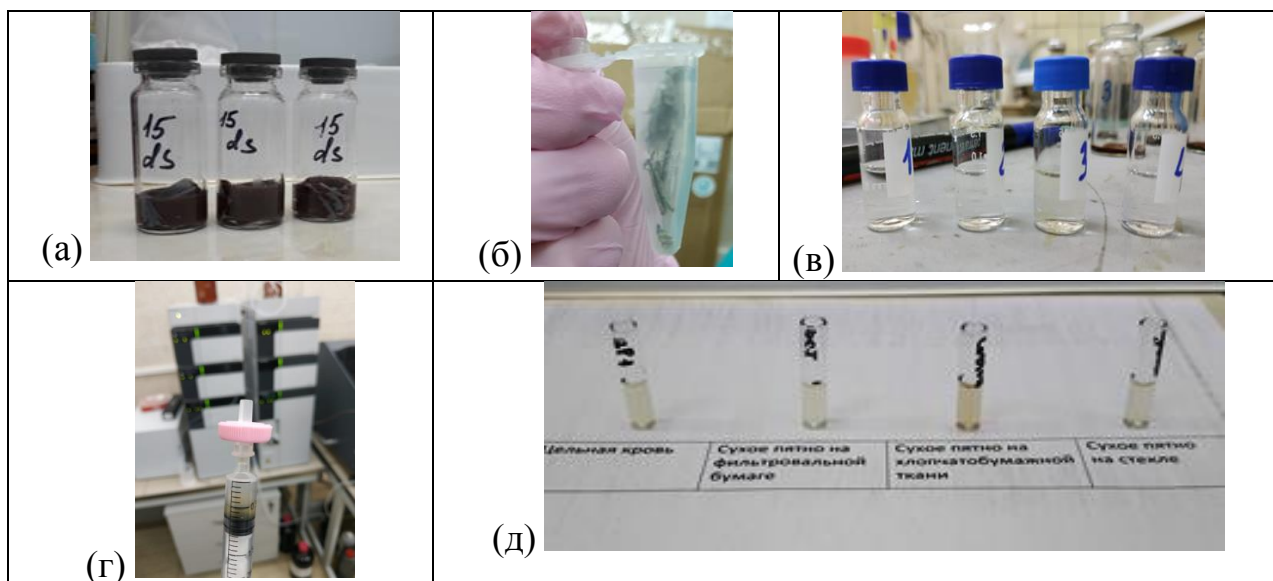 15
ds
15
ds
15
ds
(а)
(б)
1
3
(в)
(г)
Цельная кровь
Сухое пятно на
фильтровальной
бумаге
Сухое пятно на
хлопчатобумажной
ткани
Сухое пятно
на стекле
(д)